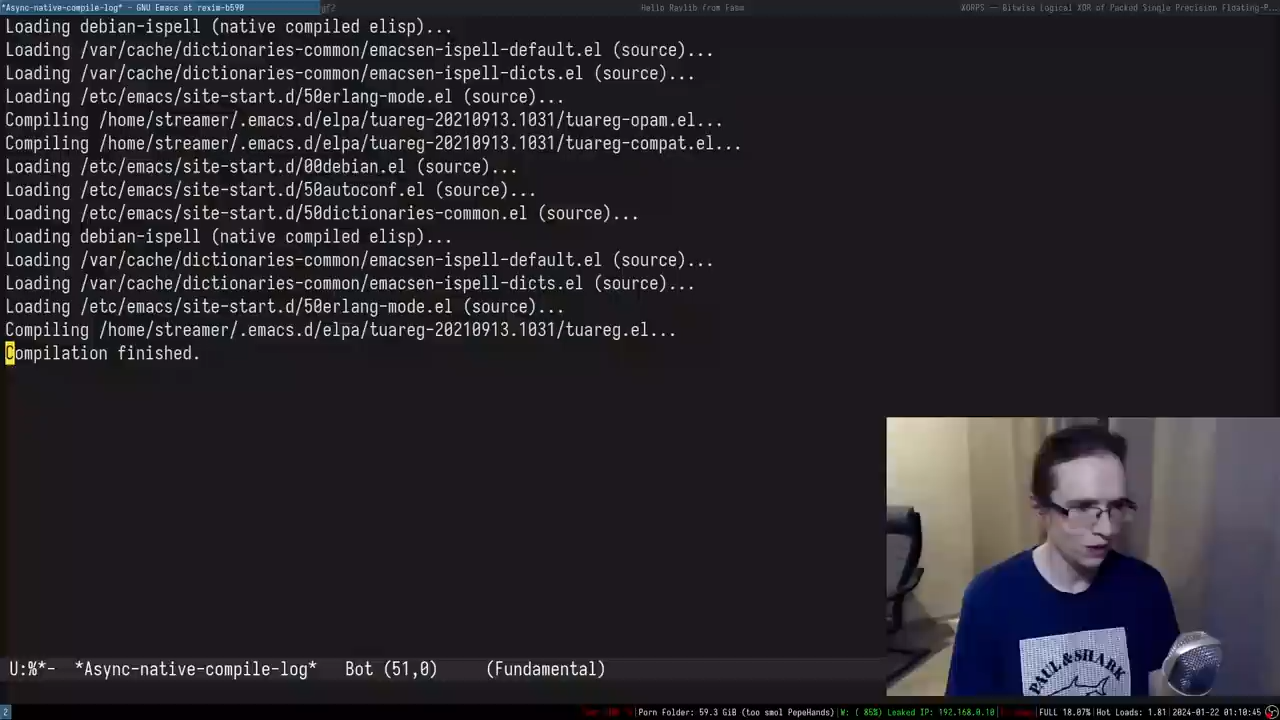 *Async-native-compile-log* - GNU Emacs at rexim-b590
gf2
Hello Raylib from Fasm
XORPS — Bitwise Logical XOR of Packed Single Precision Floating-P...
Loading debian-ispell (native compiled elisp)...
Loading /var/cache/dictionaries-common/emacsen-ispell-default.el (source)...
Loading /var/cache/dictionaries-common/emacsen-ispell-dicts.el (source)...
Loading /etc/emacs/site-start.d/50erlang-mode.el (source)...
Compiling /home/streamer/.emacs.d/elpa/tuareg-20210913.1031/tuareg-opam.el...
Compiling /home/streamer/.emacs.d/elpa/tuareg-20210913.1031/tuareg-compat.el...
Loading /etc/emacs/site-start.d/00debian.el (source)...
Loading /etc/emacs/site-start.d/50autoconf.el (source)...
Loading /etc/emacs/site-start.d/50dictionaries-common.el (source)...
Loading debian-ispell (native compiled elisp)...
Loading /var/cache/dictionaries-common/emacsen-ispell-default.el (source)...
Loading /var/cache/dictionaries-common/emacsen-ispell-dicts.el (source)...
Loading /etc/emacs/site-start.d/50erlang-mode.el (source)...
Compiling /home/streamer/.emacs.d/elpa/tuareg-20210913.1031/tuareg.el...
Compilation finished.
PAUL & SHARK
U:%*-  *Async-native-compile-log*   Bot (51,0)     (Fundamental)
2
Porn Folder: 59.3 GiB (too smol PepeHands)|W: ( 85%) Leaked IP: 192.168.0.10
FULL 18.07%|Hot Loads: 1.81 |2024-01-22 01:10:45